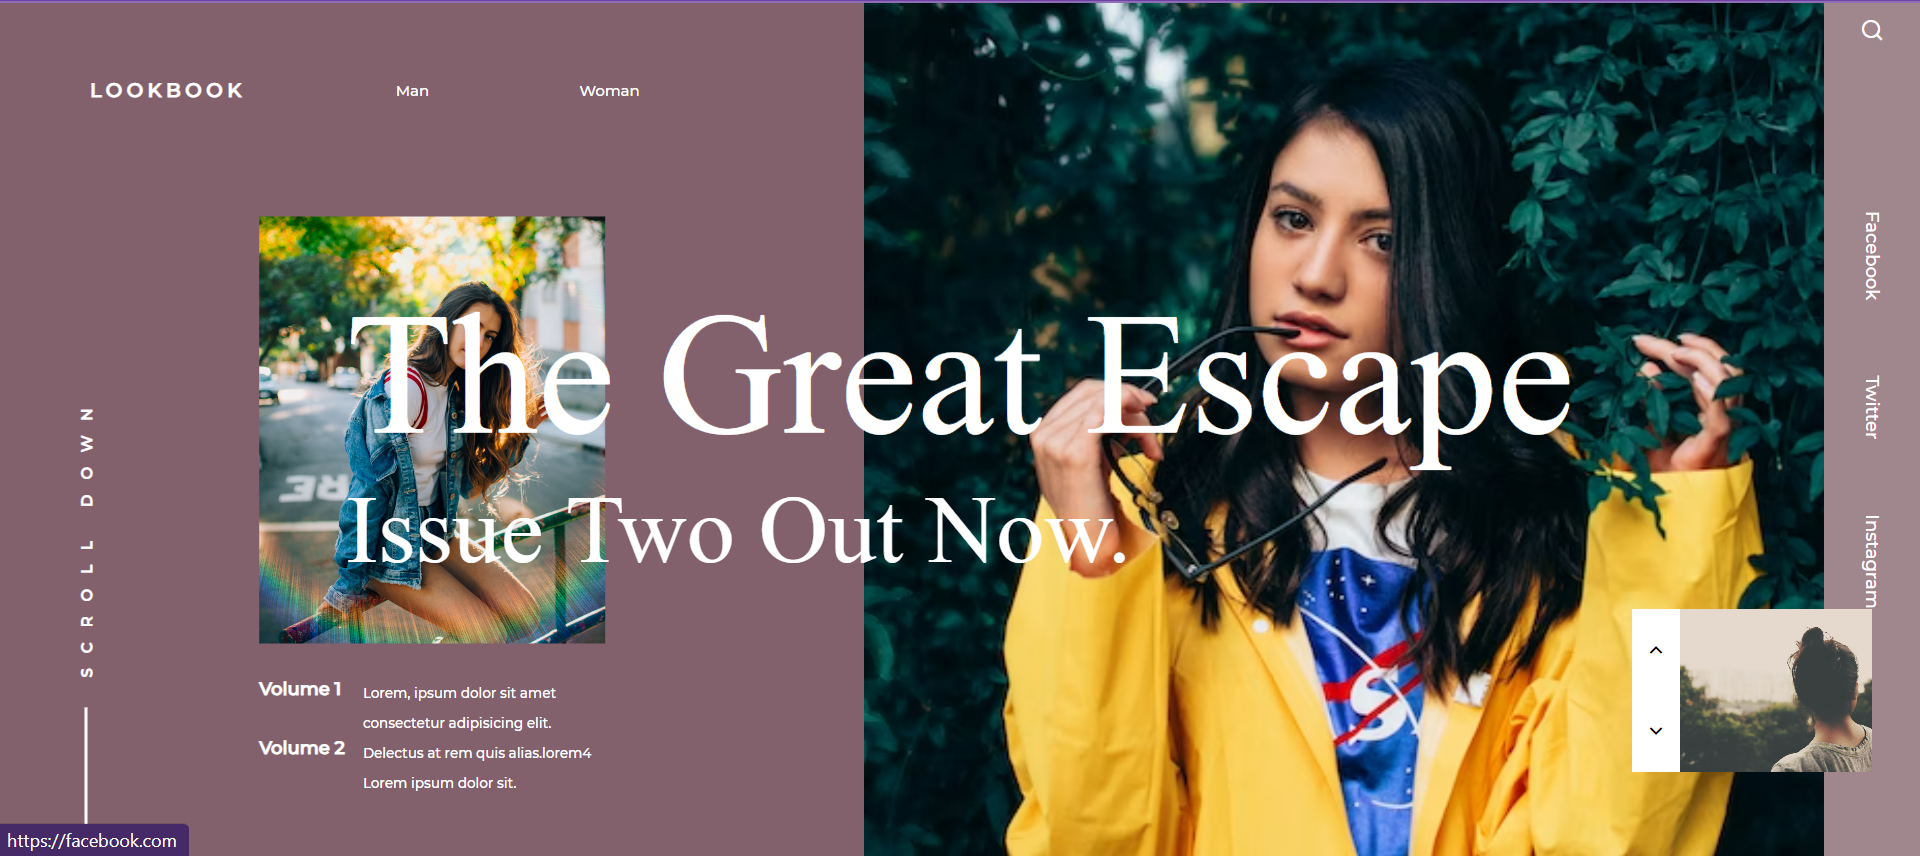 LOOKBOOK
Man
Woman
Facebook
Twitter
Instagram
SCROLL DOWN
RE
The Great Escape
Issue Two Out Now.
Volume 1
Volume 2
Lorem, ipsum dolor sit amet
consectetur adipisicing elit.
Delectus at rem quis alias.lorem4
Lorem ipsum dolor sit.
https://facebook.com